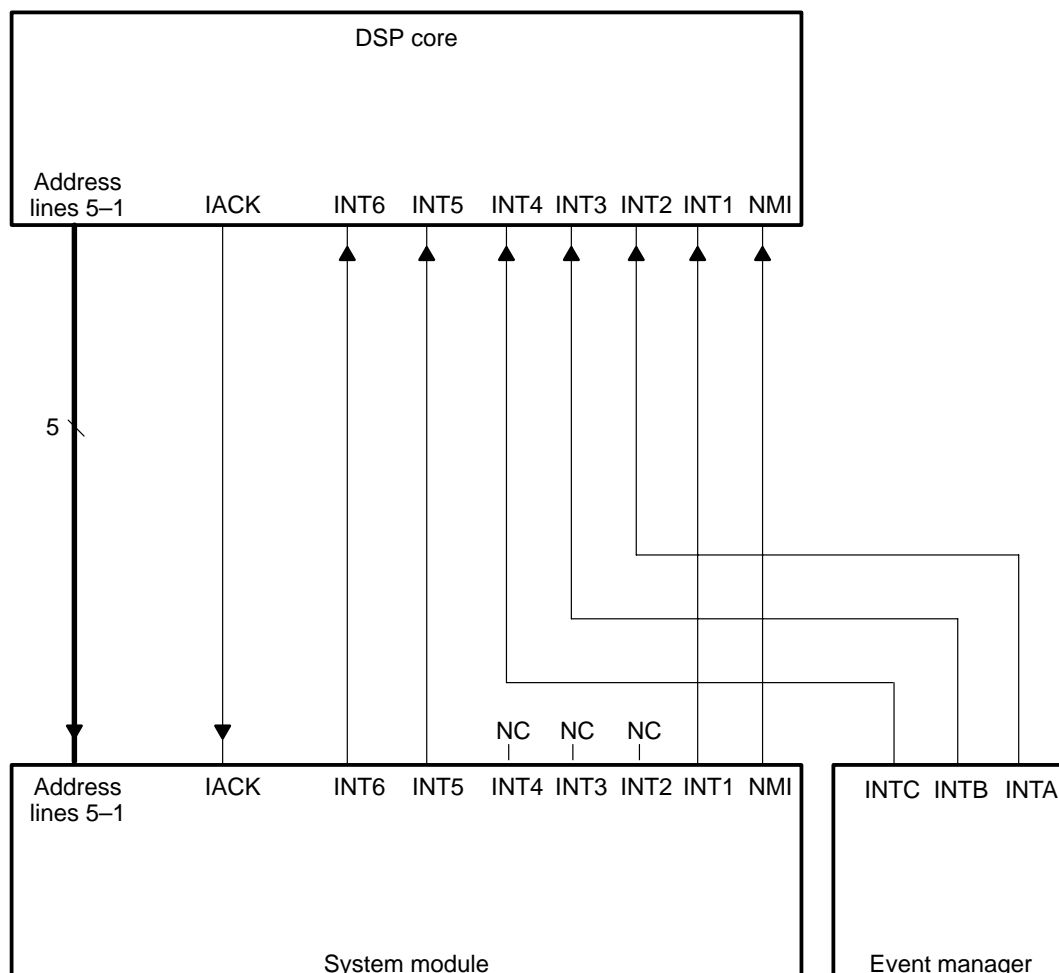 DSP core
Address
lines 5–1
IACK INT6 INT5 INT4 INT3 INT2 INT1 NMI
5
NC NC NC
Address
lines 5–1
IACK INT6 INT5 INT4 INT3 INT2 INT1 NMI
INTC INTB INTA
System module
Event manager